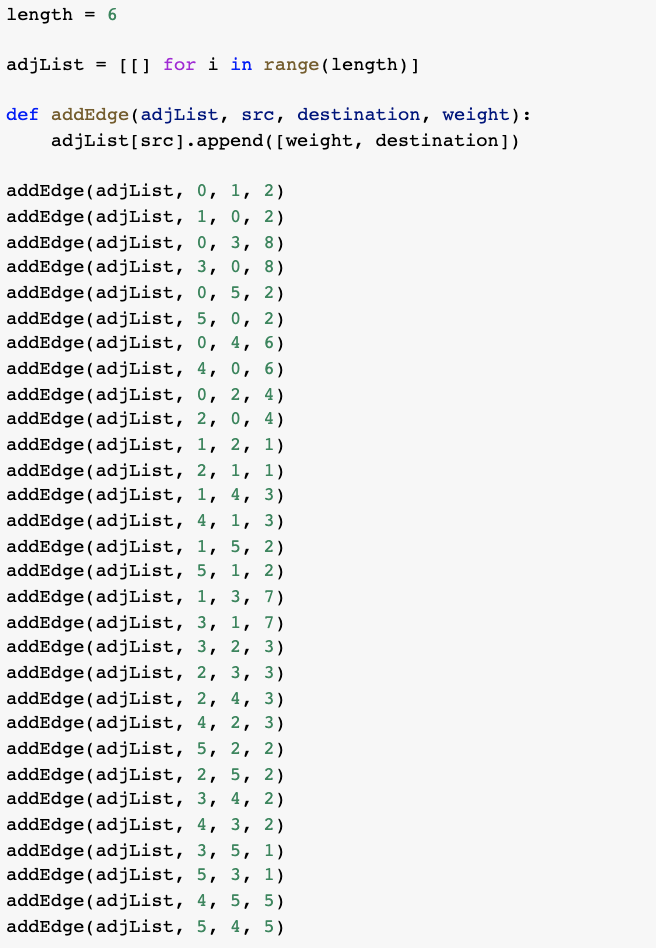 length = 6
adjList = [[] for i in range(length)]
def addEdge(adjList, src, destination, weight):
    adjList[src].append([weight, destination])
addEdge(adjList, 0, 1, 2)
addEdge(adjList, 1, 0, 2)
addEdge(adjList, 0, 3, 8)
addEdge(adjList, 3, 0, 8)
addEdge(adjList, 0, 5, 2)
addEdge(adjList, 5, 0, 2)
addEdge(adjList, 0, 4, 6)
addEdge(adjList, 4, 0, 6)
addEdge(adjList, 0, 2, 4)
addEdge(adjList, 2, 0, 4)
addEdge(adjList, 1, 2, 1)
addEdge(adjList, 2, 1, 1)
addEdge(adjList, 1, 4, 3)
addEdge(adjList, 4, 1, 3)
addEdge(adjList, 1, 5, 2)
addEdge(adjList, 5, 1, 2)
addEdge(adjList, 1, 3, 7)
addEdge(adjList, 3, 1, 7)
addEdge(adjList, 3, 2, 3)
addEdge(adjList, 2, 3, 3)
addEdge(adjList, 2, 4, 3)
addEdge(adjList, 4, 2, 3)
addEdge(adjList, 5, 2, 2)
addEdge(adjList, 2, 5, 2)
addEdge(adjList, 3, 4, 2)
addEdge(adjList, 4, 3, 2)
addEdge(adjList, 3, 5, 1)
addEdge(adjList, 5, 3, 1)
addEdge(adjList, 4, 5, 5)
addEdge(adjList, 5, 4, 5)